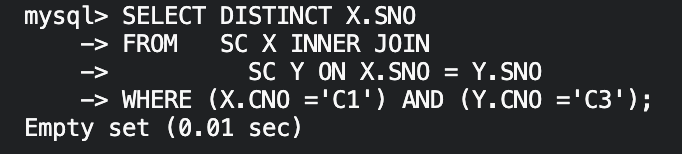 mysql> SELECT DISTINCT X.SNO
    -> FROM   SC X INNER JOIN
    ->          SC Y ON X.SNO = Y.SNO
    -> WHERE (X.CNO ='C1') AND (Y.CNO ='C3');
Empty set (0.01 sec)